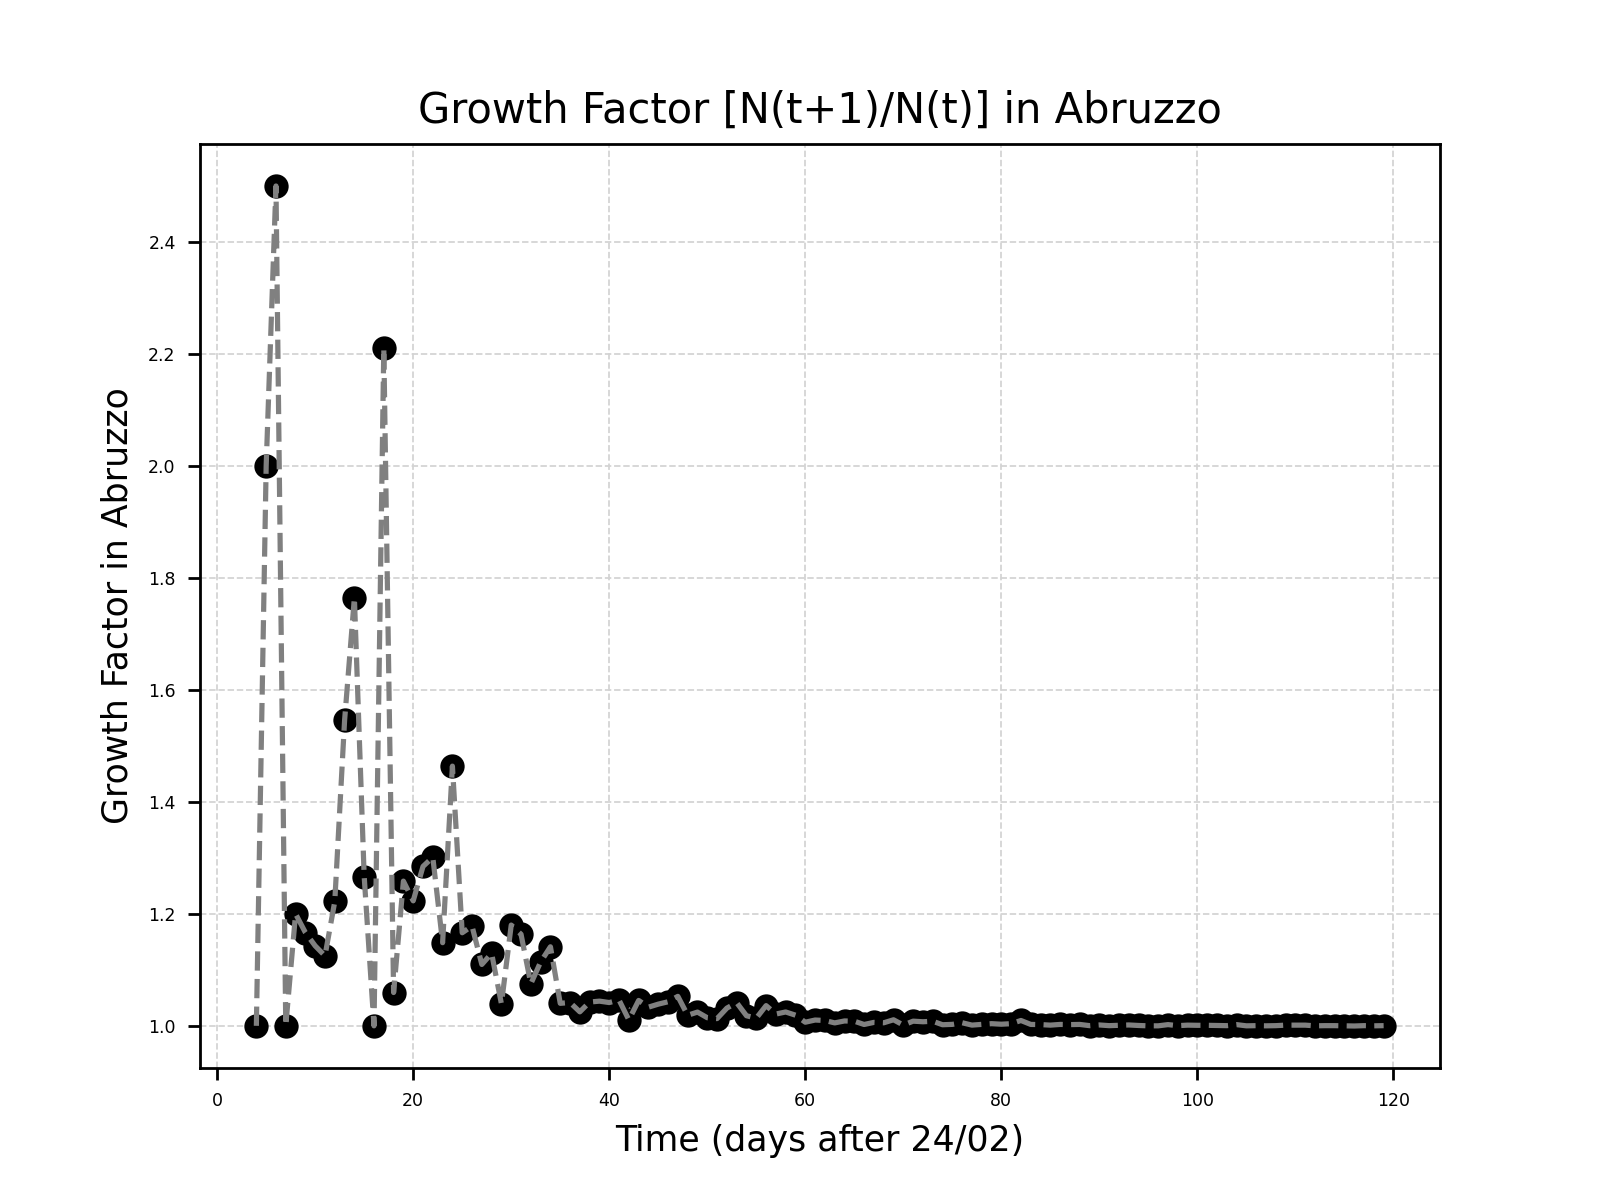 Growth Factor [N(t+1)/N(t)] in Abruzzo
Growth Factor in Abruzzo
2.4
2.2
2.0
1.8
1.6
1.4
1.2
1.0
0 20 40 60 80 100 120
Time (days after 24/02)